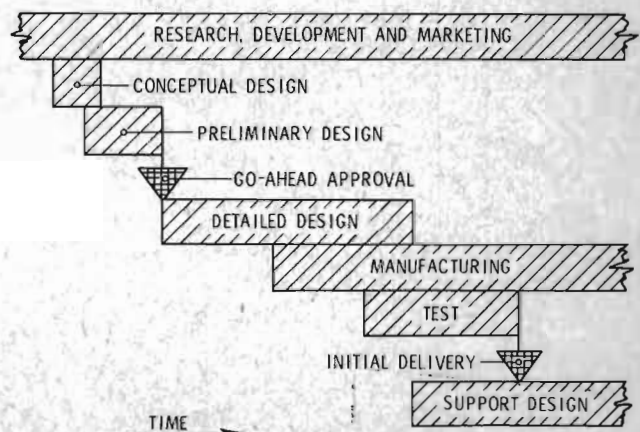 RESEARCH, DEVELOPMENT AND MARKETING
CONCEPTUAL DESIGN
PRELIMINARY DESIGN
GO-AHEAD APPROVAL
DETAILED DESIGN
MANUFACTURING
TEST
INITIAL DELIVERY
SUPPORT DESIGN
TIME